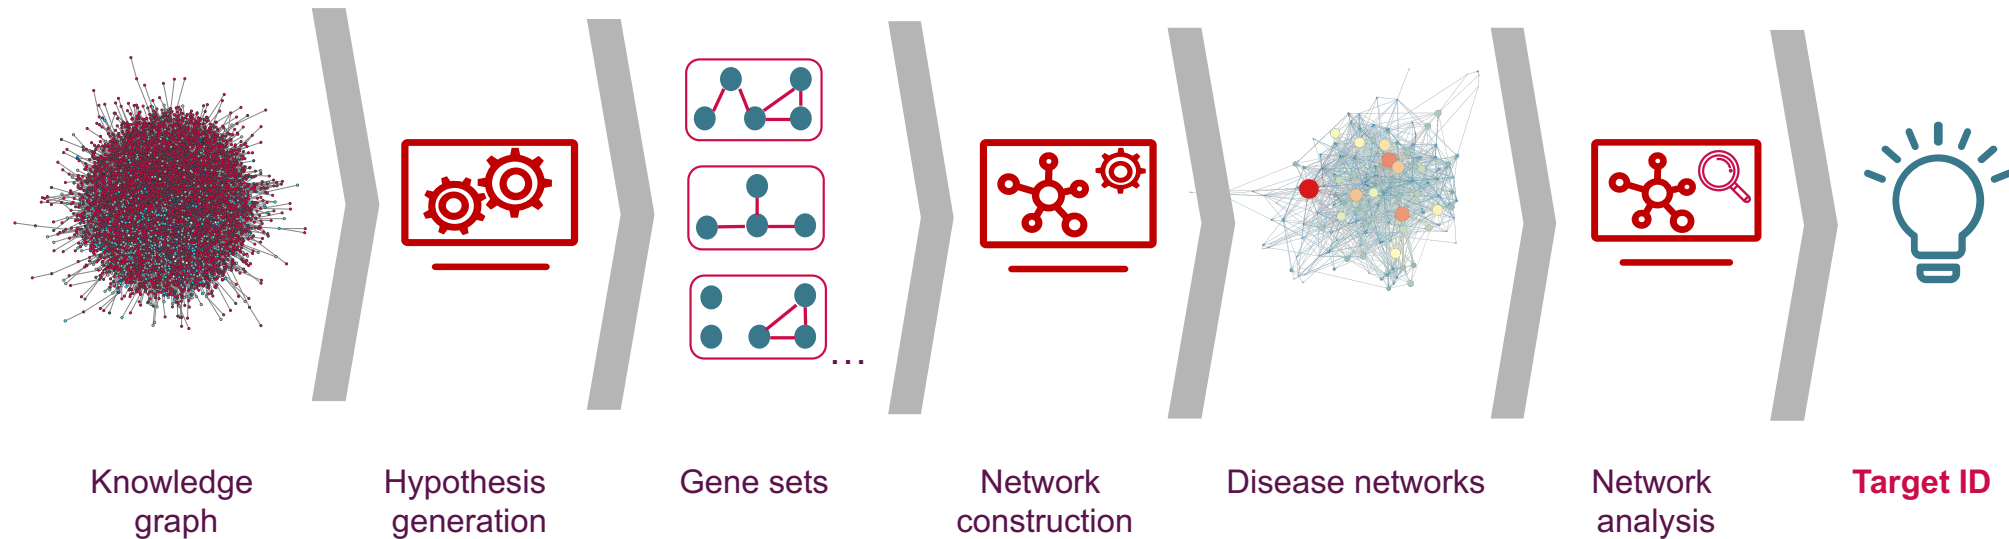 ...
Knowledge
graph
Hypothesis
generation
Gene sets
Network
construction
Disease networks
Network
analysis
Target ID